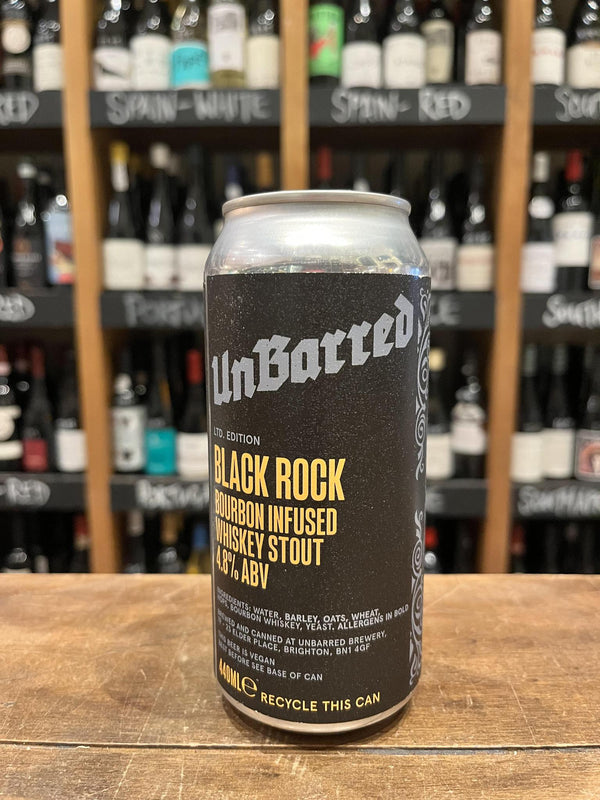 SPAIN-WHITE
SPAIN-RED
UnBarred
LTD. EDITION
BLACK ROCK
BOURBON INFUSED
WHISKEY STOUT
4.8% ABV
INGREDIENTS: WATER, BARLEY, OATS, WHEAT,
HOPS, BOURBON WHISKEY, YEAST. ALLERGENS IN BOLD
BREWED AND CANNED AT UNBARRED BREWERY,
ELDER PLACE, BRIGHTON, BN1 4GF
THIS BEER IS VEGAN
BEST BEFORE SEE BASE OF CAN
440ML e RECYCLE THIS CAN